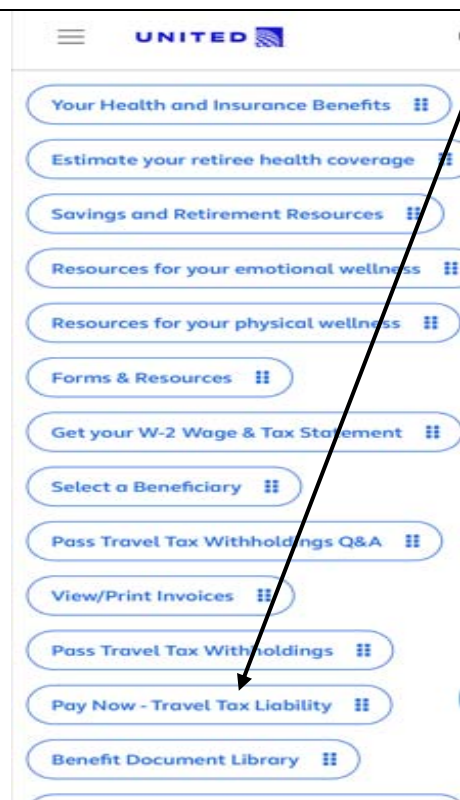 UNITED
Your Health and Insurance Benefits
Estimate your retiree health coverage
Savings and Retirement Resources
Resources for your emotional wellness
Resources for your physical wellness
Forms & Resources
Get your W-2 Wage & Tax Statement
Select a Beneficiary
Pass Travel Tax Withholdings Q&A
View/Print Invoices
Pass Travel Tax Withholdings
Pay Now - Travel Tax Liability
Benefit Document Library